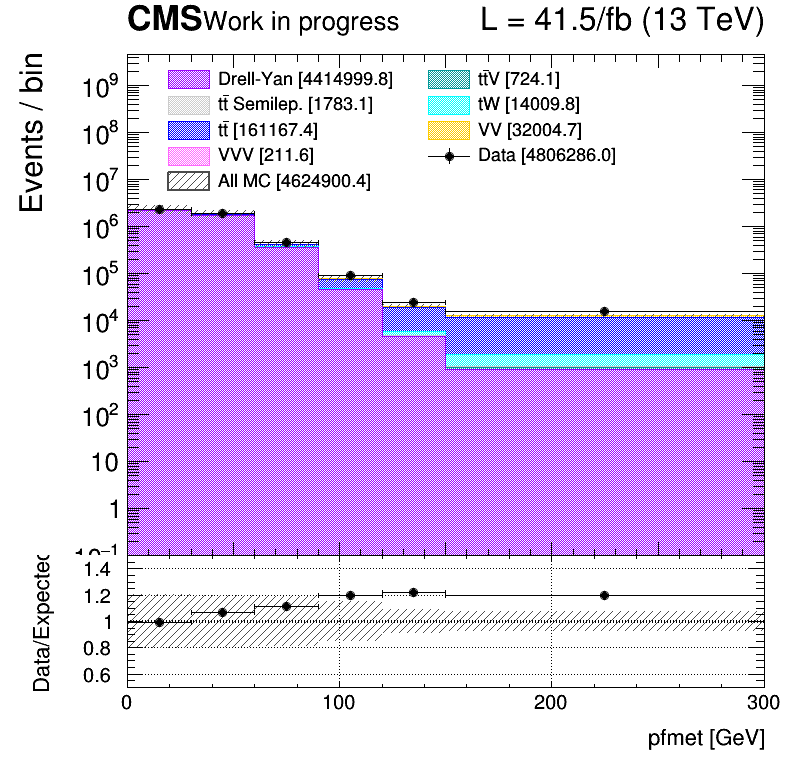 CMS Work in progress L = 41.5/fb (13 TeV)
Events / bin
Drell-Yan [4414999.8]
tt̄ Semilep. [1783.1]
tt̄ [161167.4]
VVV [211.6]
All MC [4624900.4]
tt̄V [724.1]
tW [14009.8]
VV [32004.7]
Data [4806286.0]
10⁹
10⁸
10⁷
10⁶
10⁵
10⁴
10³
10²
10
1
10⁻¹
Data/Expected
1.4
1.2
1
0.8
0.6
0 100 200 300
pfmet [GeV]